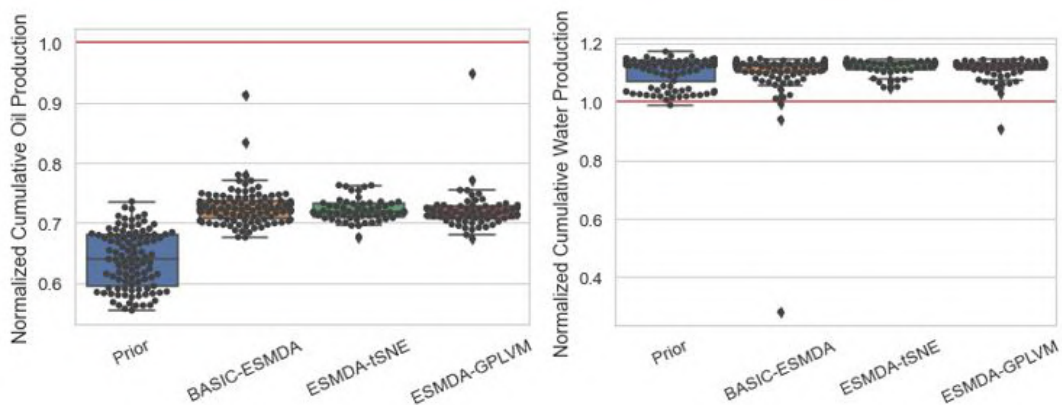 Normalized Cumulative Oil Production
1.0
0.9
0.8
0.7
0.6
Prior
BASIC-ESMDA
ESMDA-tSNE
ESMDA-GPLVM
Normalized Cumulative Water Production
1.2
1.0
0.8
0.6
0.4
Prior
BASIC-ESMDA
ESMDA-tSNE
ESMDA-GPLVM